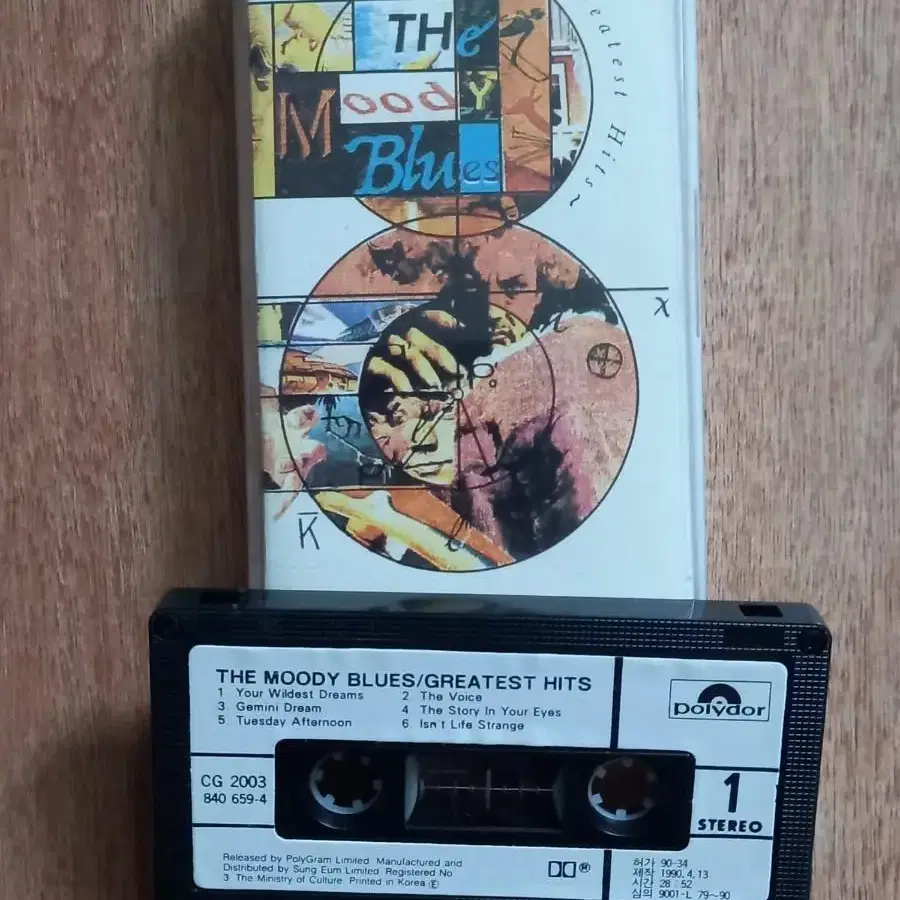 THe
Moody
Blues
Greatest Hits~
x
K
l
THE MOODY BLUES/GREATEST HITS
1 Your Wildest Dreams 2 The Voice
3. Gemini Dream 4 The Story In Your Eyes
5. Tuesday Afternoon 6. Isn't Life Strange
polydor
CG 2003
840 659-4
1
STEREO
Released by PolyGram Limited. Manufactured and
Distributed by Sung Eum Limited. Registered No
3. The Ministry of Culture. Printed in Korea Ⓔ
허가 90-34
제작 1990.4.13
시간 28:52
심의 9001-L 79~90